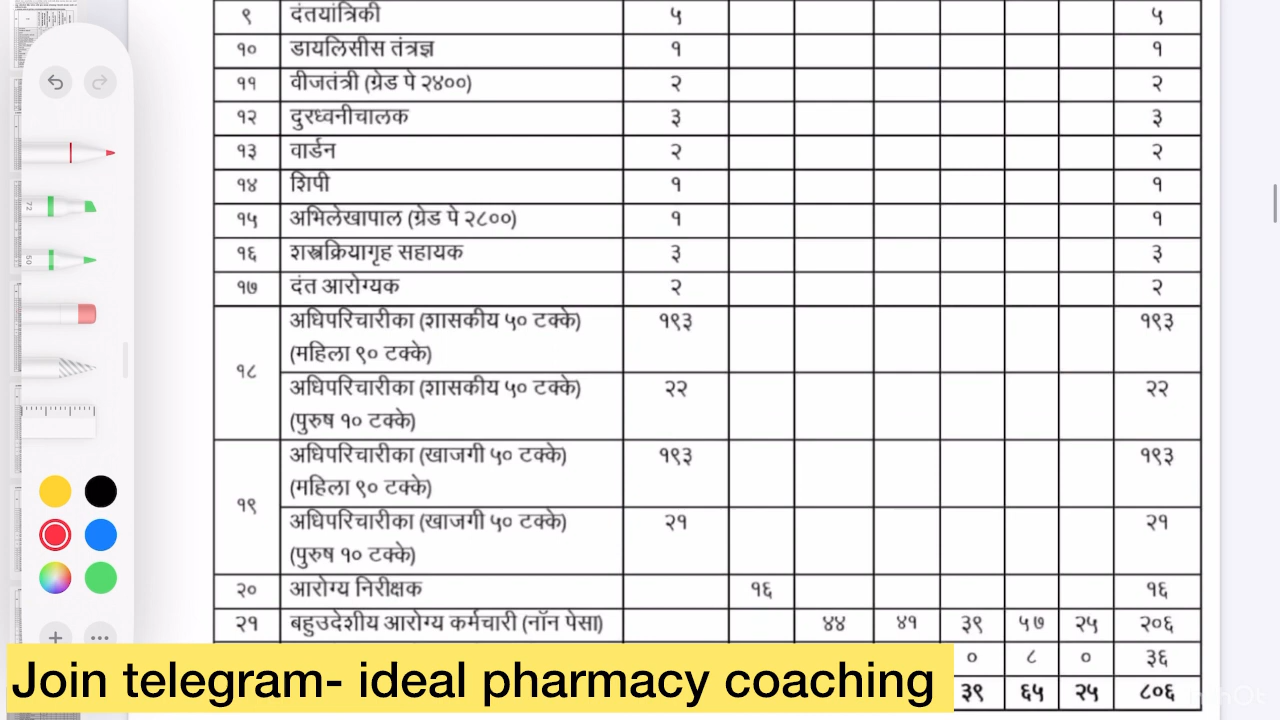 ९ दंतयांत्रिकी ५ ५
१० डायलिसीस तंत्रज्ञ १ १
११ वीजतंत्री (ग्रेड पे २४००) २ २
१२ दुरध्वनीचालक ३ ३
१३ वार्डन २ २
१४ शिपी १ १
१५ अभिलेखापाल (ग्रेड पे २८००) १ १
१६ शस्त्रक्रियागृह सहायक ३ ३
१७ दंत आरोग्यक २ २
१८ अधिपरिचारीका (शासकीय ५० टक्के) १९३ १९३
(महिला ९० टक्के)
अधिपरिचारीका (शासकीय ५० टक्के) २२ २२
(पुरुष १० टक्के)
१९ अधिपरिचारीका (खाजगी ५० टक्के) १९३ १९३
(महिला ९० टक्के)
अधिपरिचारीका (खाजगी ५० टक्के) २१ २१
(पुरुष १० टक्के)
२० आरोग्य निरीक्षक १६ १६
२१ बहुउदेशीय आरोग्य कर्मचारी (नॉन पेसा) ४४ ४१ ३९ ५७ २५ २०६
० ८ ० ३६
३९ ६५ २५ ८०६
Join telegram- ideal pharmacy coaching